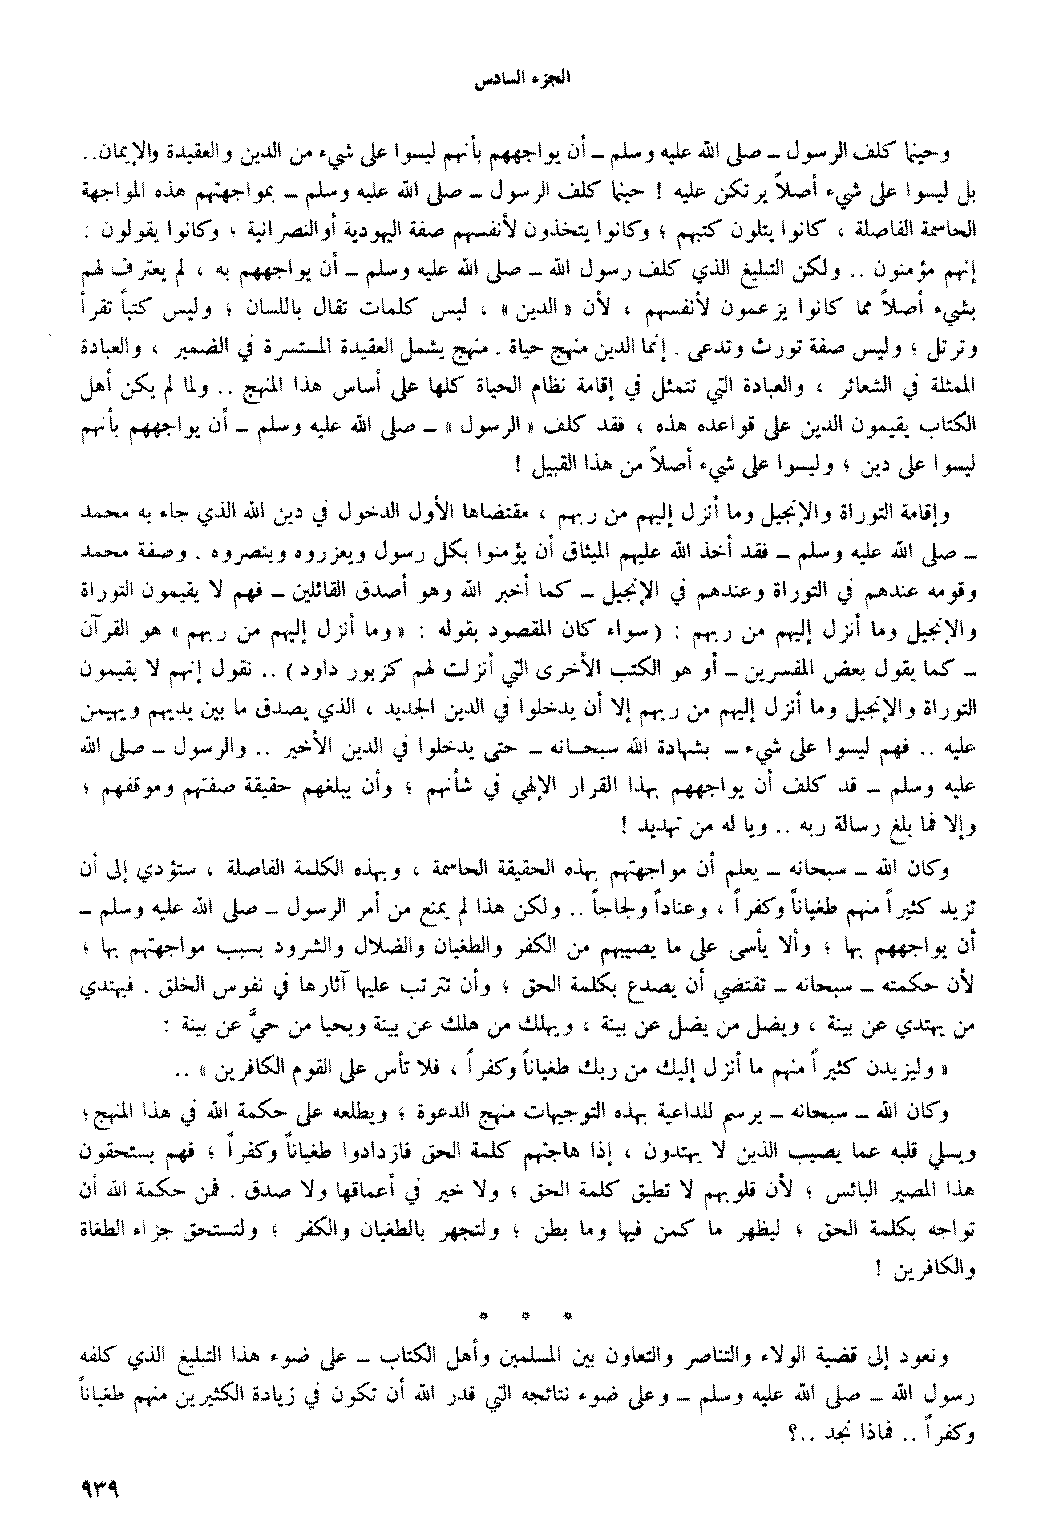 الجزء السادس
وحينما كلف الرسول – صلى الله عليه وسلم – أن يواجههم بأنهم ليسوا على شيء من الدين والعقيدة والإيمان..
بل ليسوا على شيء أصلاً يرتكن عليه ! حينما كلف الرسول – صلى الله عليه وسلم – بمواجهتهم هذه المواجهة
الحاسمة الفاصلة ، كانوا يتلون كتبهم ؛ وكانوا يتخذون لأنفسهم صفة اليهودية أو النصرانية ؛ وكانوا يقولون :
إنهم مؤمنون .. ولكن التبليغ الذي كلف رسول الله – صلى الله عليه وسلم – أن يواجههم به ، لم يعترف لهم
بشيء أصلاً مما كانوا يزعمون لأنفسهم ، لأن « الدين » ، ليس كلمات تقال باللسان ؛ وليس كتباً تقرأ
وترتل ؛ وليس صفة تورث وتدعى . إنما الدين منهج حياة . منهج يشمل العقيدة المستسرة في الضمير ، والعبادة
الممثلة في الشعائر ، والعبادة التي تتمثل في إقامة نظام الحياة كلها على أساس هذا المنهج .. ولما لم يكن أهل
الكتاب يقيمون الدين على قواعده هذه ، فقد كلف « الرسول » – صلى الله عليه وسلم – أن يواجههم بأنهم
ليسوا على دين ؛ وليسوا على شيء أصلاً من هذا القبيل !
وإقامة التوراة والإنجيل وما أنزل إليهم من ربهم ، مقتضاها الأول الدخول في دين الله الذي جاء به محمد
– صلى الله عليه وسلم – فقد أخذ الله عليهم الميثاق أن يؤمنوا بكل رسول ويعزروه وينصروه . وصفة محمد
وقومه عندهم في التوراة وعندهم في الإنجيل – كما أخبر الله وهو أصدق القائلين – فهم لا يقيمون التوراة
والإنجيل وما أنزل إليهم من ربهم : ( سواء كان المقصود بقوله : « وما أنزل إليهم من ربهم » هو القرآن
– كما يقول بعض المفسرين – أو هو الكتب الأخرى التي أنزلت لهم كزبور داود ) .. نقول إنهم لا يقيمون
التوراة والإنجيل وما أنزل إليهم من ربهم إلا أن يدخلوا في الدين الجديد ، الذي يصدق ما بين يديهم ويهيمن
عليه .. فهم ليسوا على شيء – بشهادة الله سبحانه – حتى يدخلوا في الدين الأخير .. والرسول – صلى الله
عليه وسلم – قد كلف أن يواجههم بهذا القرار الإلهي في شأنهم ؛ وأن يبلغهم حقيقة صفتهم وموقفهم ؛
وإلا فما بلغ رسالة ربه .. ويا له من تهديد !
وكان الله – سبحانه – يعلم أن مواجهتهم بهذه الحقيقة الحاسمة ، وبهذه الكلمة الفاصلة ، ستؤدي إلى أن
تزيد كثيراً منهم طغياناً وكفراً ، وعناداً ولجاجاً .. ولكن هذا لم يمنع من أمر الرسول – صلى الله عليه وسلم –
أن يواجههم بها ؛ وألا يأسى على ما يصيبهم من الكفر والطغيان والضلال والشرود بسبب مواجهتهم بها ؛
لأن حكمته – سبحانه – تقتضي أن يصدع بكلمة الحق ؛ وأن تترتب عليها آثارها في نفوس الخلق . فيهتدي
من يهتدي عن بينة ، ويضل من يضل عن بينة ، ويهلك من هلك عن بينة ويحيا من حيَّ عن بينة :
« وليزيدن كثيراً منهم ما أنزل إليك من ربك طغياناً وكفراً ، فلا تأس على القوم الكافرين » ..
وكان الله – سبحانه – يرسم للداعية بهذه التوجيهات منهج الدعوة ؛ ويطلعه على حكمة الله في هذا المنهج؛
ويسلي قلبه عما يصيب الذين لا يهتدون ، إذا هاجتهم كلمة الحق فازدادوا طغياناً وكفراً ؛ فهم يستحقون
هذا المصير البائس ؛ لأن قلوبهم لا تطيق كلمة الحق ؛ ولا خير في أعماقها ولا صدق . فمن حكمة الله أن
تواجه بكلمة الحق ؛ ليظهر ما كمن فيها وما بطن ؛ ولتجهر بالطغيان والكفر ؛ ولتستحق جزاء الطغاة
والكافرين !
* * *
ونعود إلى قضية الولاء والتناصر والتعاون بين المسلمين وأهل الكتاب – على ضوء هذا التبليغ الذي كلفه
رسول الله – صلى الله عليه وسلم – وعلى ضوء نتائجه التي قدر الله أن تكون في زيادة الكثيرين منهم طغياناً
وكفراً .. فماذا نجد ..؟
٩٣٩